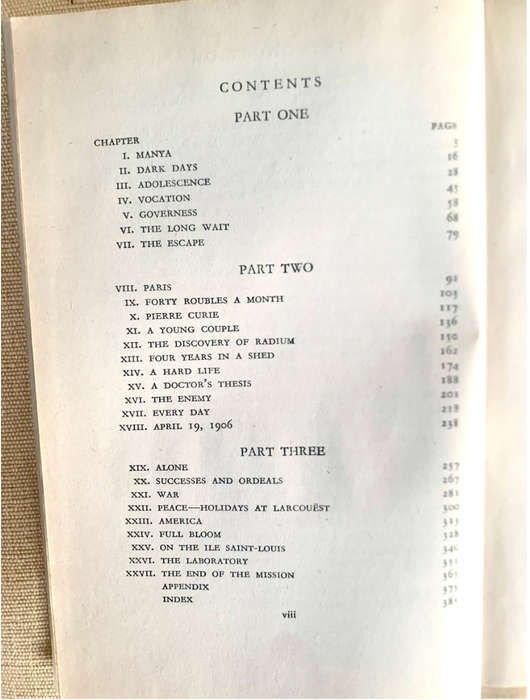 CONTENTS
PART ONE
PAGE
CHAPTER
I. MANYA 5
II. DARK DAYS 16
III. ADOLESCENCE 28
IV. VOCATION 45
V. GOVERNESS 58
VI. THE LONG WAIT 68
VII. THE ESCAPE 79
PART TWO
VIII. PARIS 92
IX. FORTY ROUBLES A MONTH 103
X. PIERRE CURIE 117
XI. A YOUNG COUPLE 136
XII. THE DISCOVERY OF RADIUM 150
XIII. FOUR YEARS IN A SHED 162
XIV. A HARD LIFE 174
XV. A DOCTOR'S THESIS 188
XVI. THE ENEMY 201
XVII. EVERY DAY 218
XVIII. APRIL 19, 1906 238
PART THREE
XIX. ALONE 257
XX. SUCCESSES AND ORDEALS 267
XXI. WAR 281
XXII. PEACE—HOLIDAYS AT LARCOUËST 300
XXIII. AMERICA
XXIV. FULL BLOOM 328
XXV. ON THE ILE SAINT-LOUIS
XXVI. THE LABORATORY
XXVII. THE END OF THE MISSION
APPENDIX
INDEX
viii